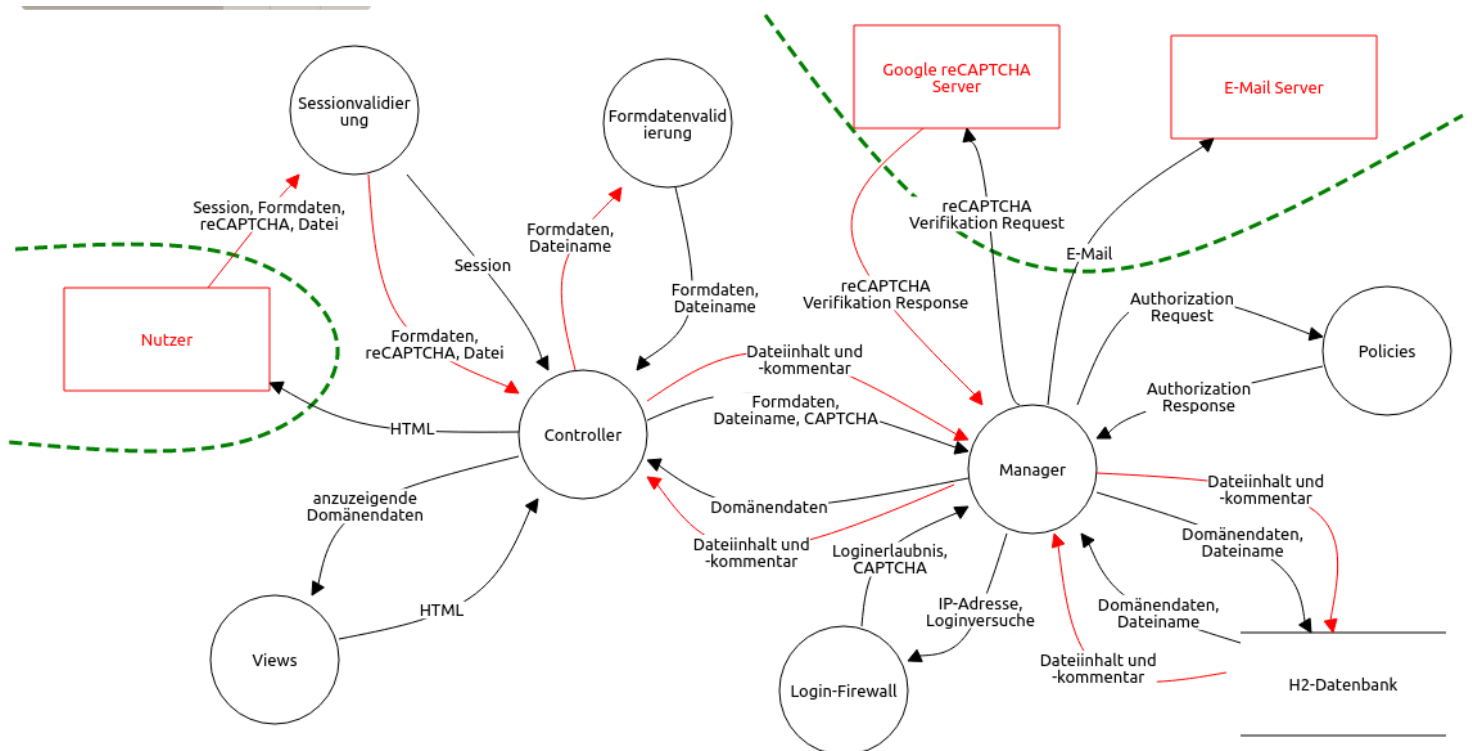 Google reCAPTCHA
Server
E-Mail Server
Sessionvalidier
ung
Formdatenvalid
ierung
Session, Formdaten,
reCAPTCHA, Datei
Formdaten,
Dateiname
reCAPTCHA
Verifikation Request
E-Mail
Session
Formdaten,
Dateiname
reCAPTCHA
Verifikation Response
Authorization
Request
Nutzer
Formdaten,
reCAPTCHA, Datei
Dateiinhalt und
-kommentar
Policies
Authorization
Response
Formdaten,
Dateiname, CAPTCHA
HTML
Controller
Manager
anzuzeigende
Domänendaten
Domänendaten
Dateiinhalt und
-kommentar
Dateiinhalt und
-kommentar
Loginerlaubnis,
CAPTCHA
Domänendaten,
Dateiname
HTML
IP-Adresse,
Loginversuche
Domänendaten,
Dateiname
Views
Login-Firewall
Dateiinhalt und
-kommentar
H2-Datenbank